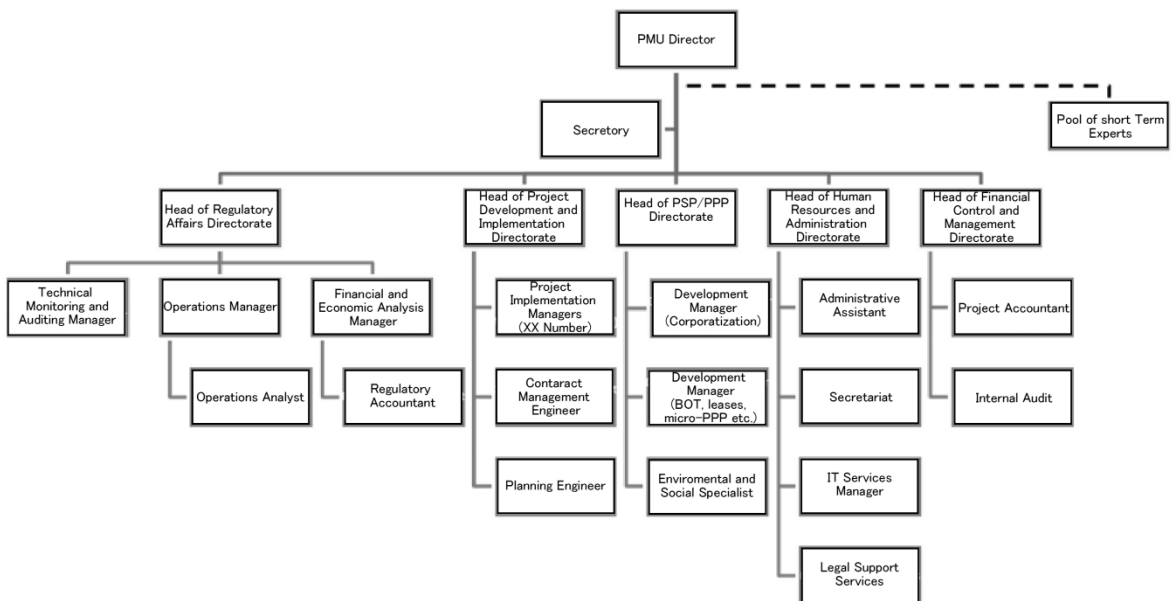 PMU Director
Secretory
Pool of short Term
Experts
Head of Regulatory
Affairs Directorate
Head of Project
Development and
Implementation
Directorate
Head of PSP/PPP
Directorate
Head of Human
Resources and
Administration
Directorate
Head of Financial
Control and
Management
Directorate
Technical
Monitoring and
Auditing Manager
Operations Manager
Financial and
Economic Analysis
Manager
Project
Implementation
Managers
(XX Number)
Development
Manager
(Corporatization)
Administrative
Assistant
Project Accountant
Operations Analyst
Regulatory
Accountant
Contaract
Management
Engineer
Development
Manager
(BOT, leases,
micro-PPP etc.)
Secretariat
Internal Audit
Planning Engineer
Enviromental and
Social Specialist
IT Services
Manager
Legal Support
Services